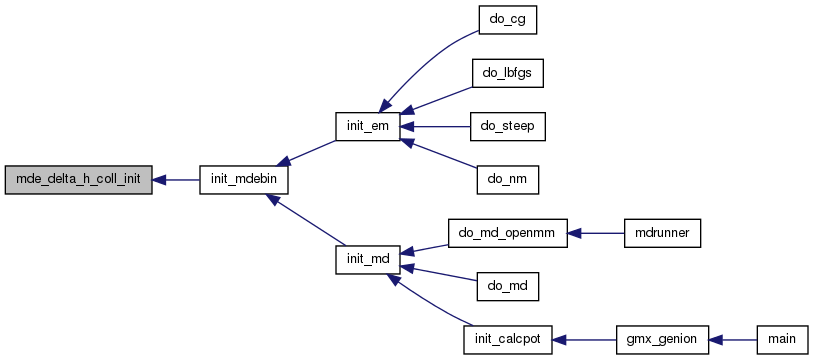 do_cg
do_lbfgs
init_em
do_steep
mde_delta_h_coll_init
init_mdebin
do_nm
do_md_openmm
mdrunner
init_md
do_md
init_calcpot
gmx_genion
main